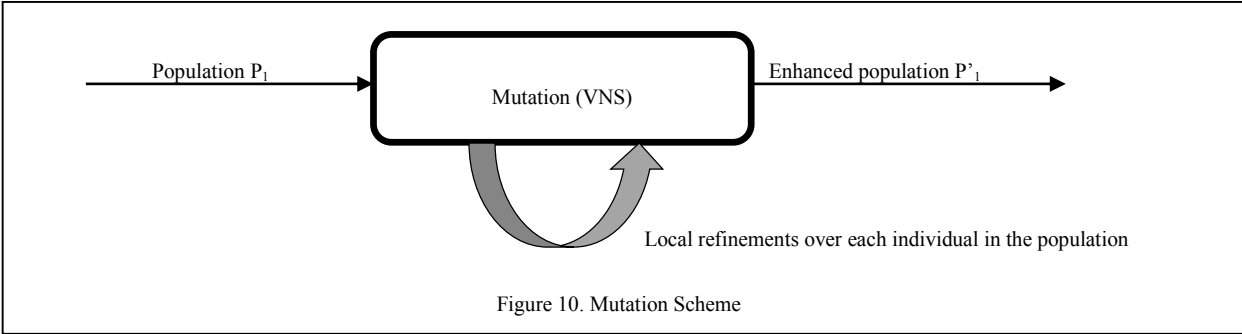 Population P₁
Enhanced population P’₁
Mutation (VNS)
Local refinements over each individual in the population
Figure 10. Mutation Scheme